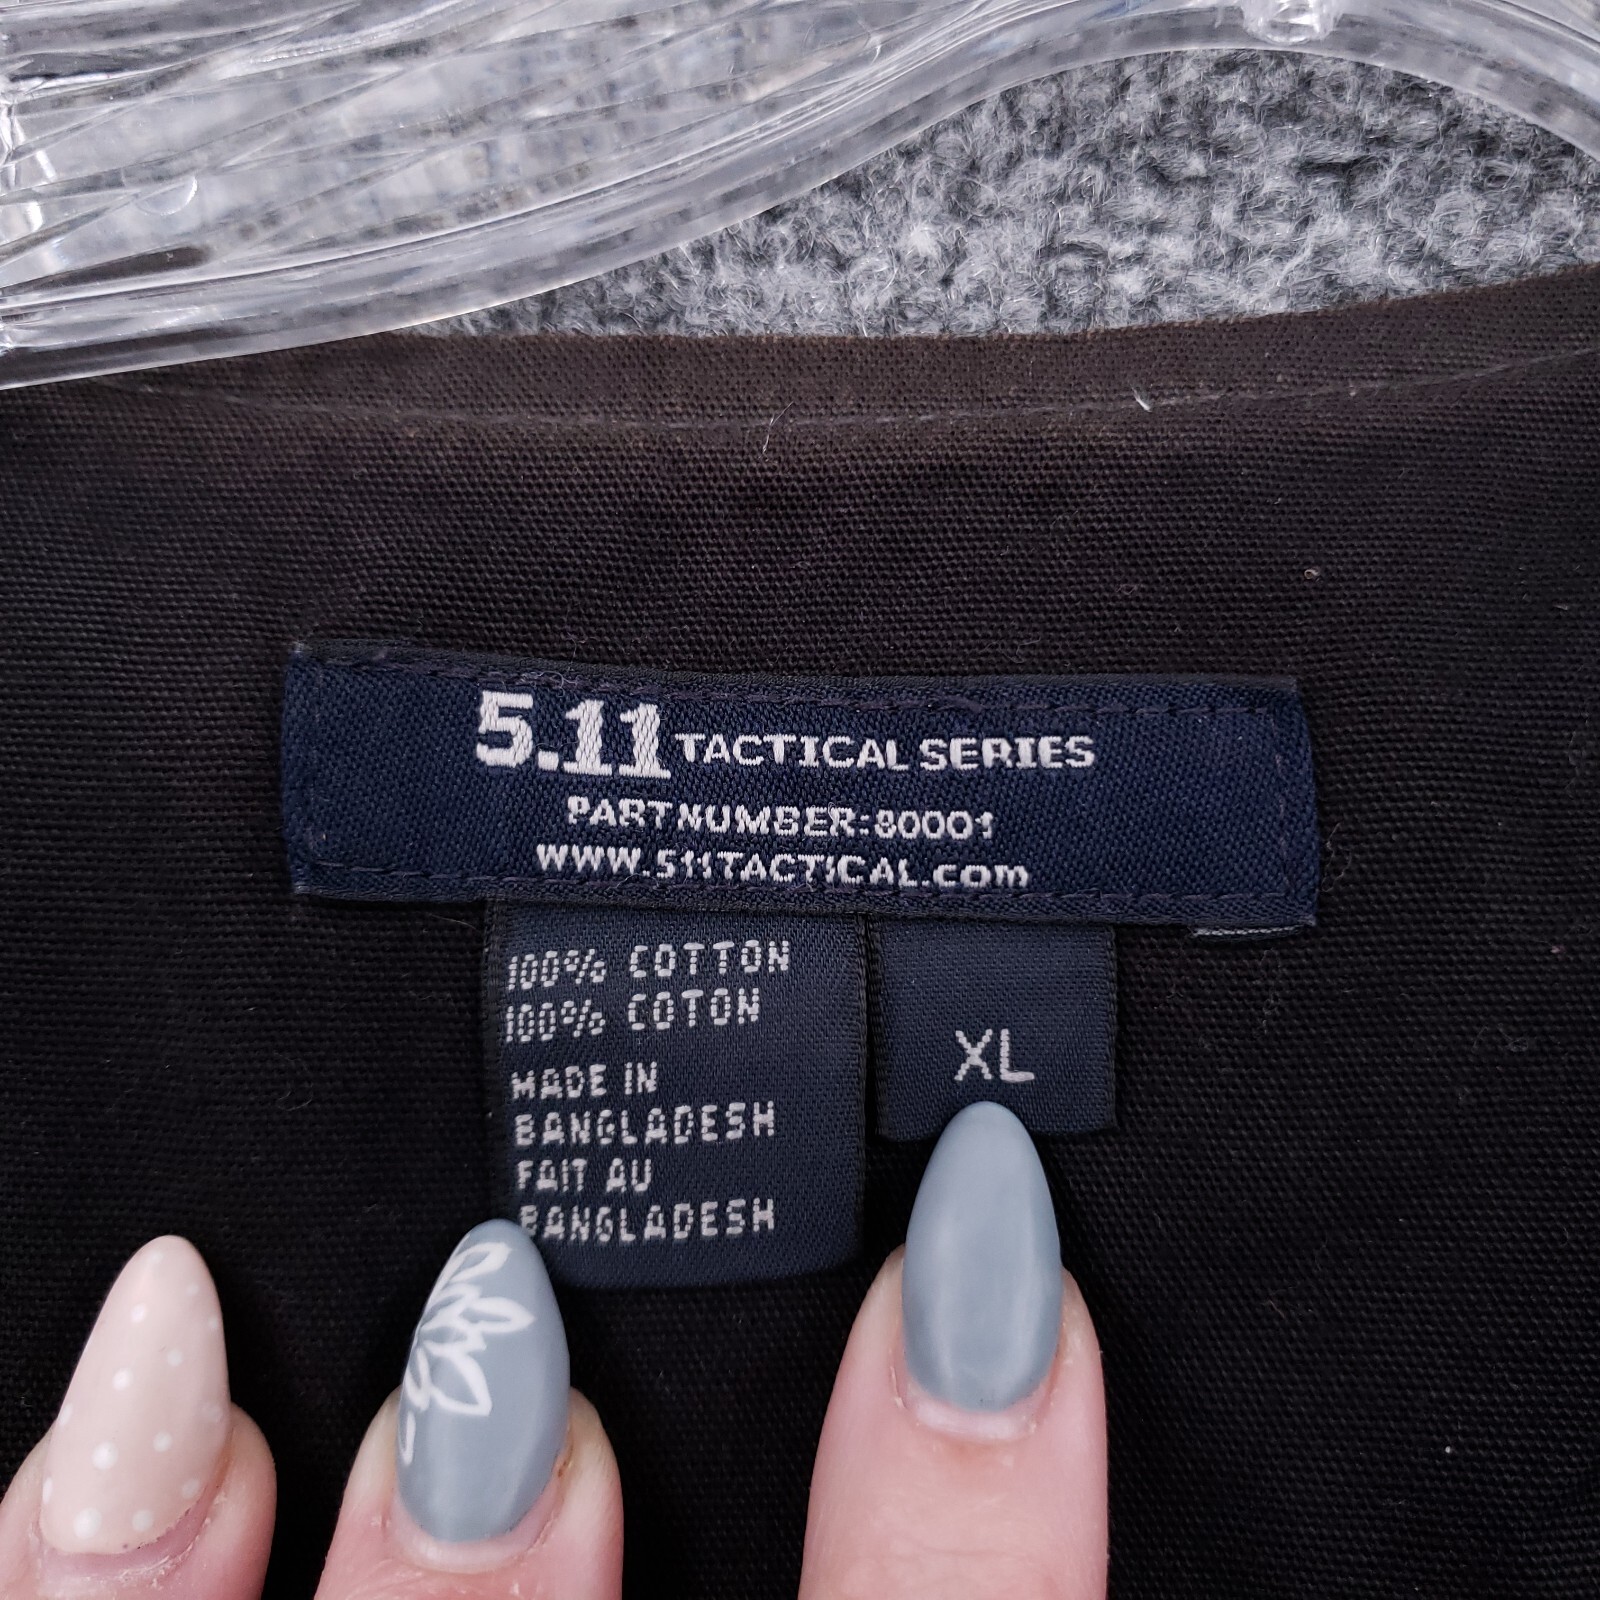 5.11 TACTICAL SERIES
PART NUMBER: 80001
WWW.511TACTICAL.com
100% COTTON
100% COTON
MADE IN
BANGLADESH
FAIT AU
BANGLADESH
XL